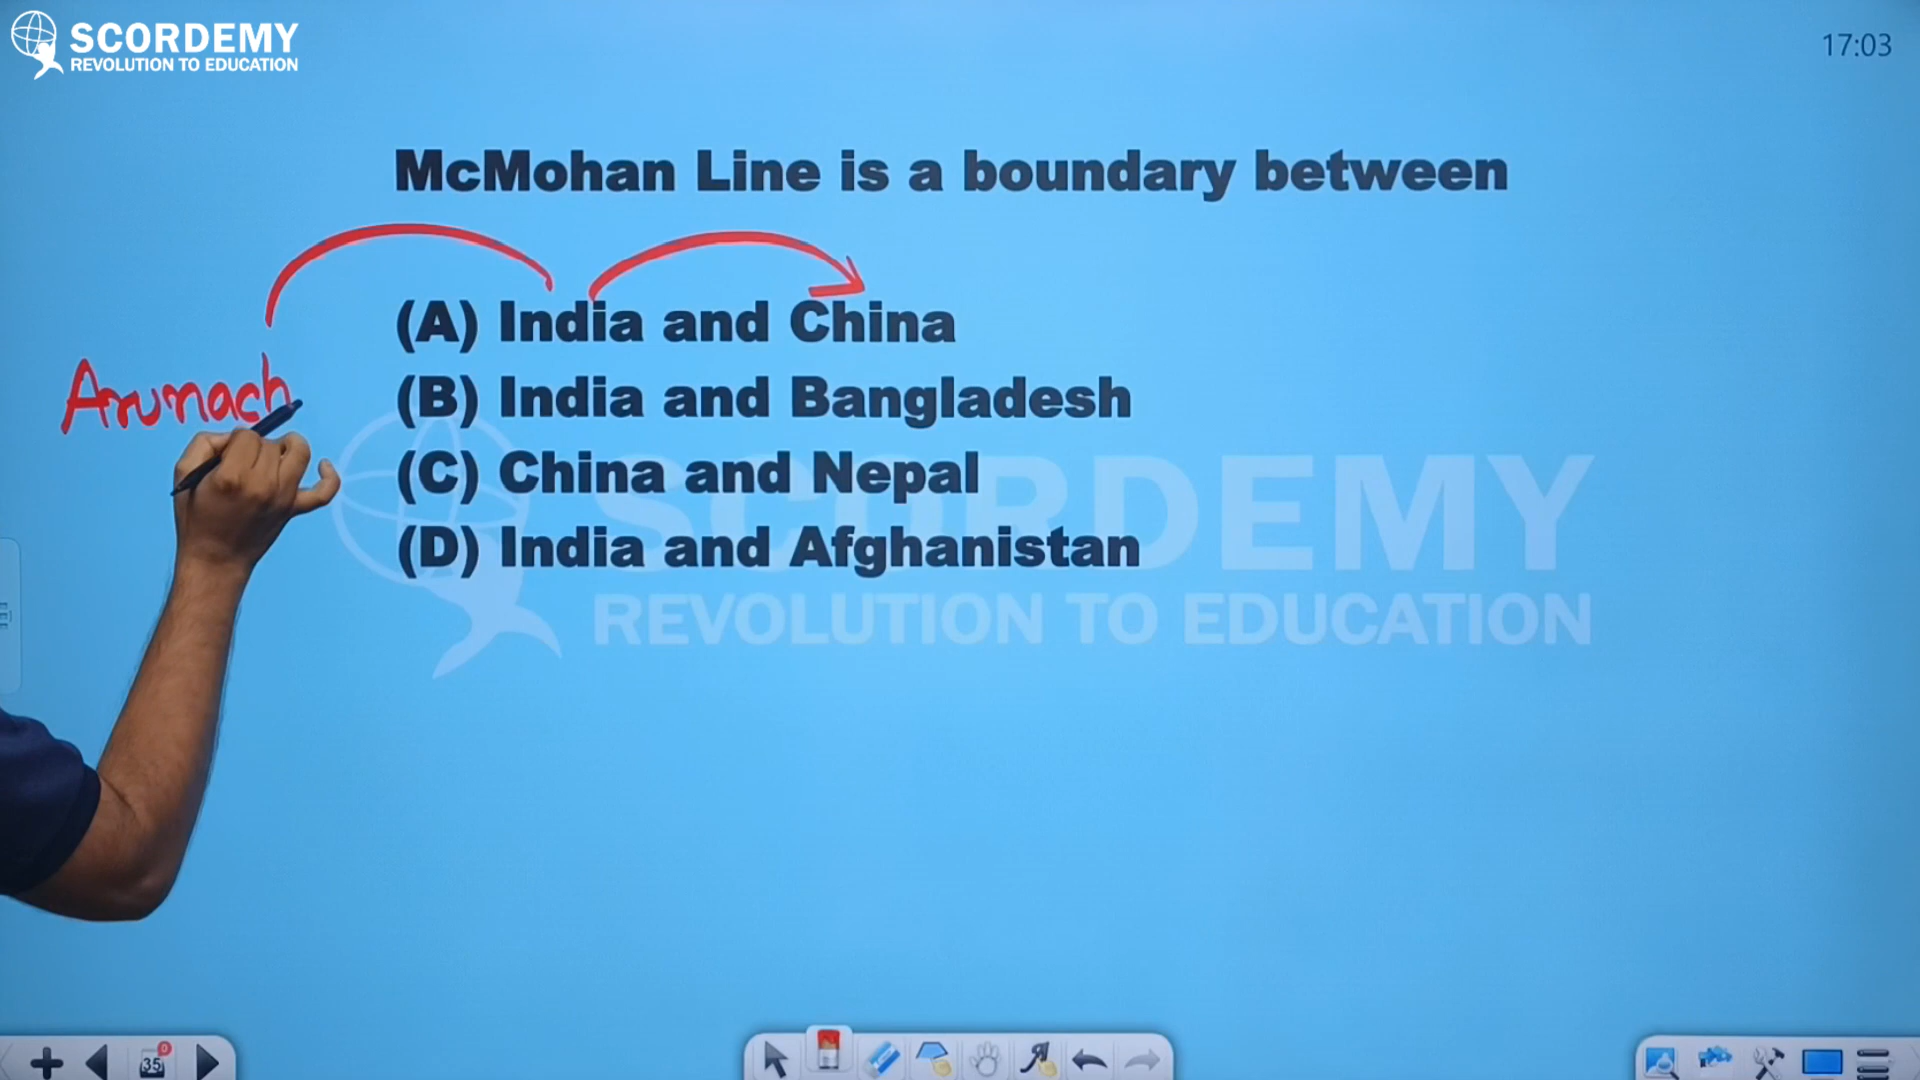 SCORDEMY
REVOLUTION TO EDUCATION
17:03
McMohan Line is a boundary between
(A) India and China
Arunach
(B) India and Bangladesh
(C) China and Nepal
(D) India and Afghanistan
SCORDEMY
REVOLUTION TO EDUCATION
35
0